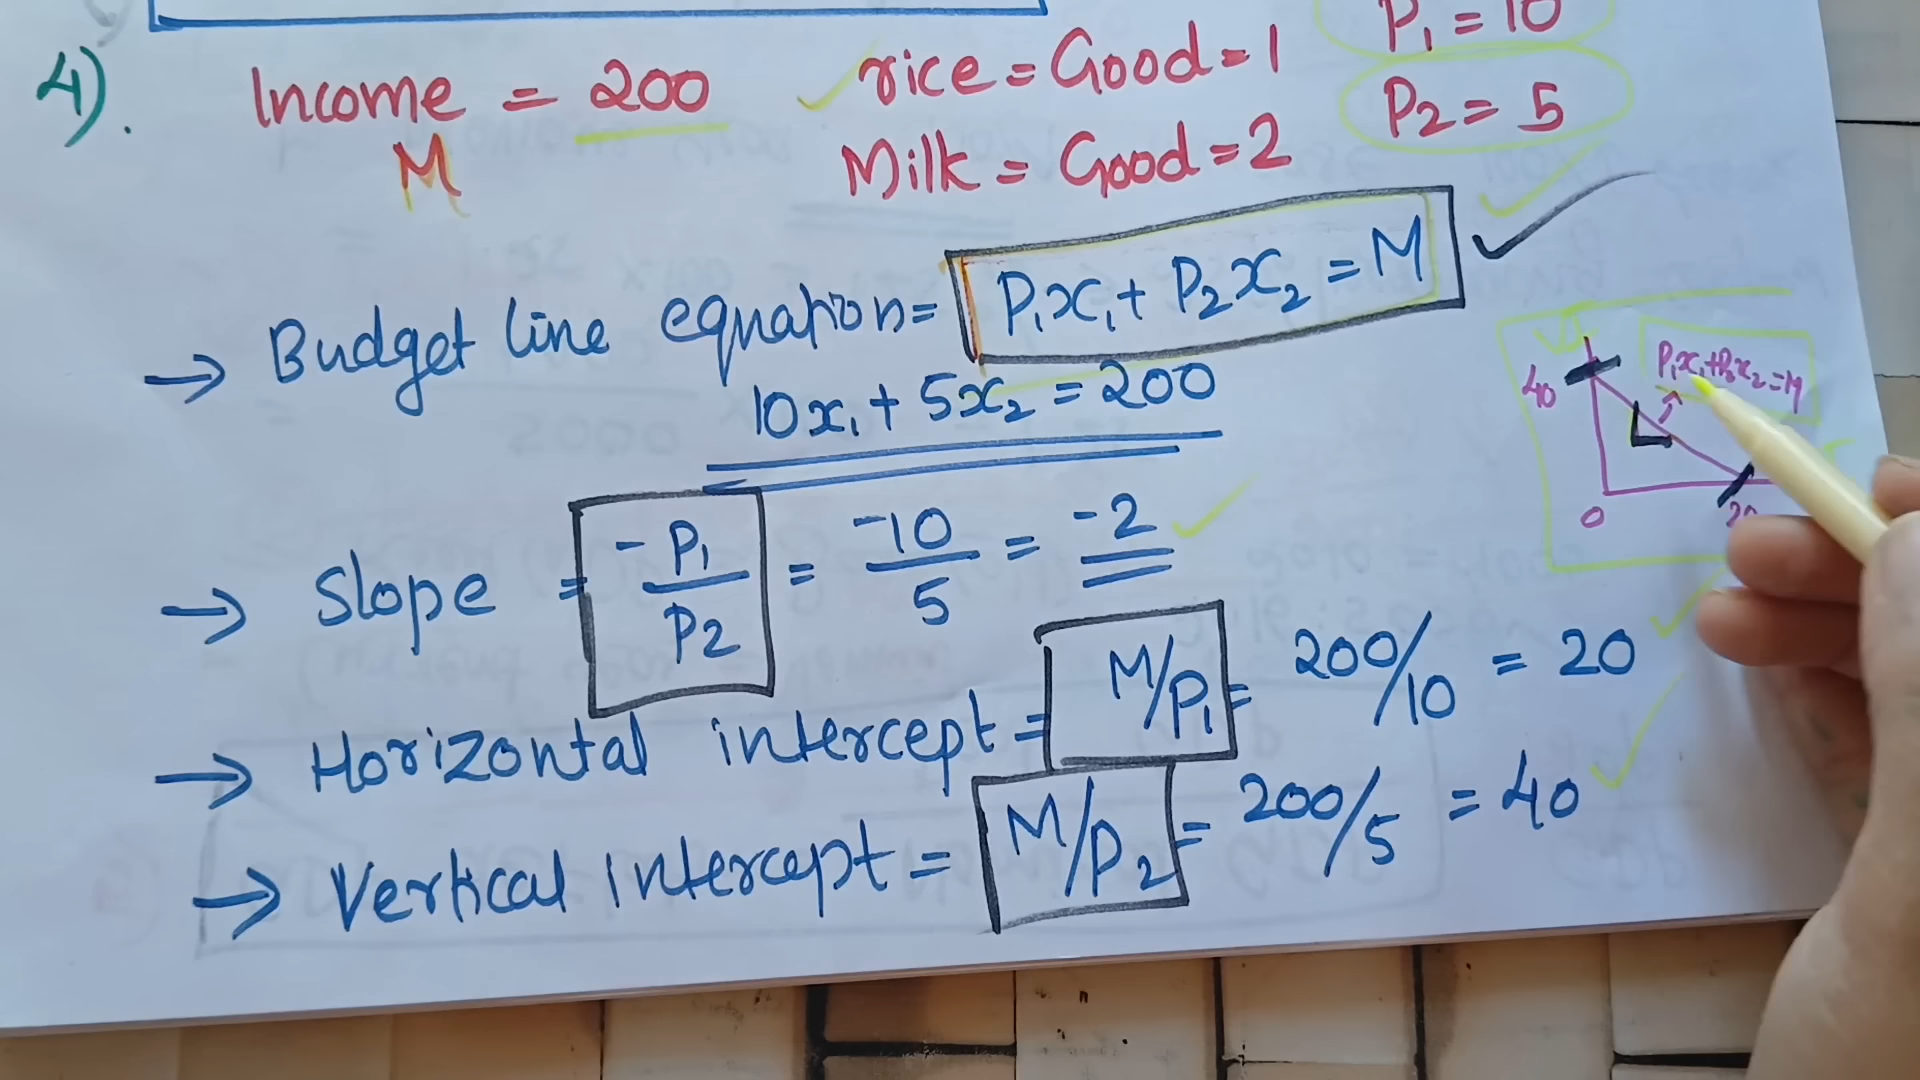 4).
Income = 200
M
rice = Good = 1
Milk = Good = 2
P1 = 10
P2 = 5
→ Budget line equation = P1x1 + P2x2 = M
10x1 + 5x2 = 200
→ Slope = -P1/P2 = -10/5 = -2
→ Horizontal intercept = M/P1 = 200/10 = 20
→ Vertical intercept = M/P2 = 200/5 = 40
P1x1+P2x2=M
40
0
20